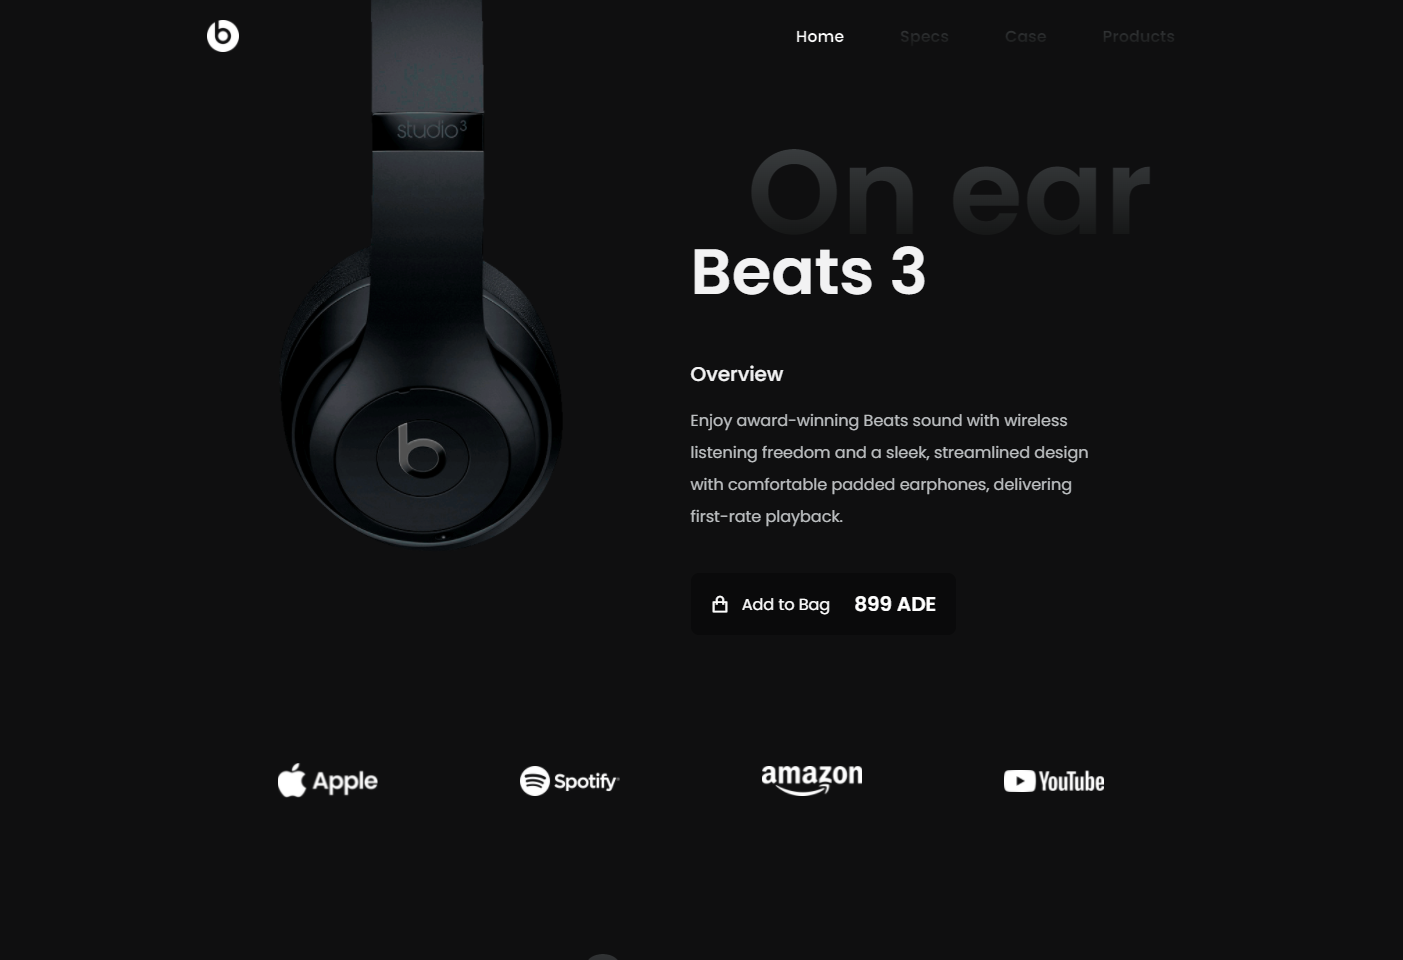 Home Specs Case Products
studio3
On ear
Beats 3
Overview
Enjoy award-winning Beats sound with wireless
listening freedom and a sleek, streamlined design
with comfortable padded earphones, delivering
first-rate playback.
Add to Bag 899 ADE
Apple Spotify amazon YouTube